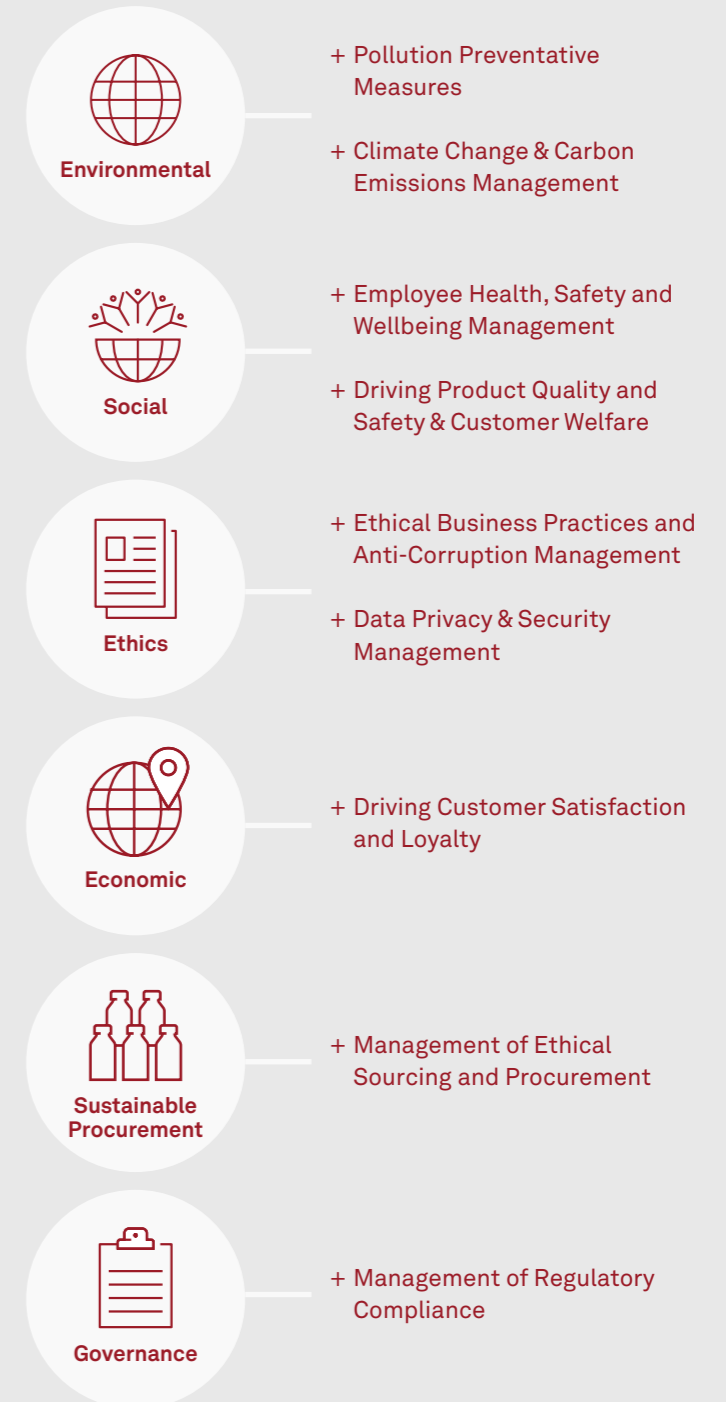 Environmental
+ Pollution Preventative
Measures
+ Climate Change & Carbon
Emissions Management
Social
+ Employee Health, Safety and
Wellbeing Management
+ Driving Product Quality and
Safety & Customer Welfare
Ethics
+ Ethical Business Practices and
Anti-Corruption Management
+ Data Privacy & Security
Management
Economic
+ Driving Customer Satisfaction
and Loyalty
Sustainable
Procurement
+ Management of Ethical
Sourcing and Procurement
Governance
+ Management of Regulatory
Compliance